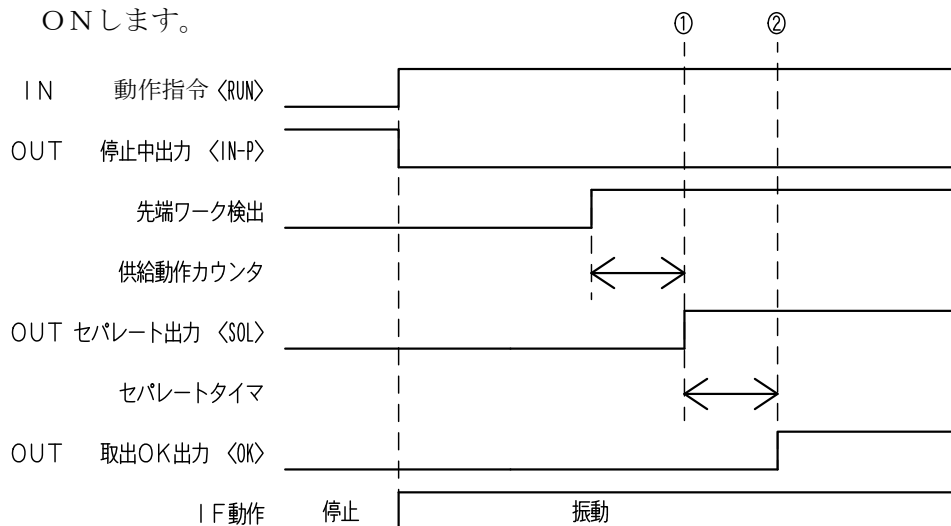 ＯＮします。
① ②
ＩＮ 動作指令〈RUN〉
ＯＵＴ 停止中出力 〈IN-P〉
先端ワーク検出
供給動作カウンタ
ＯＵＴ セパレート出力 〈SOL〉
セパレートタイマ
ＯＵＴ 取出ＯＫ出力 〈OK〉
ＩＦ動作 停止 振動